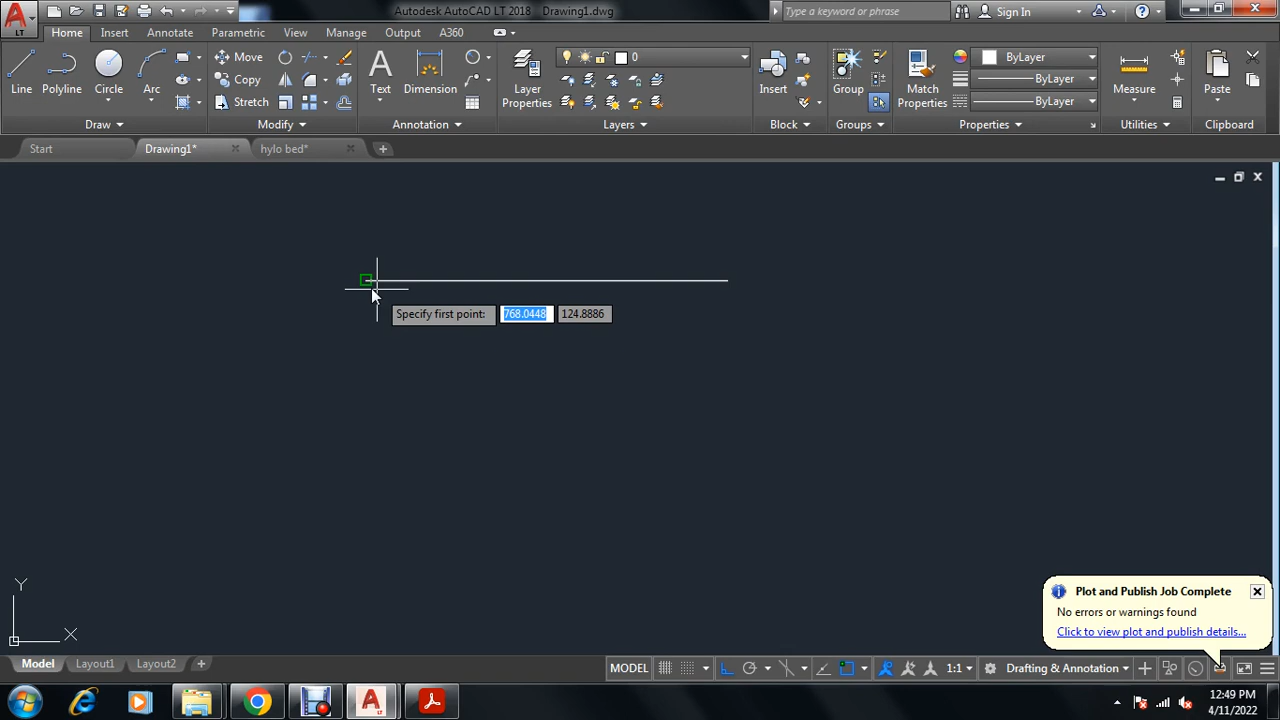 Autodesk AutoCAD LT 2018 Drawing1.dwg
Type a keyword or phrase
Sign In
LT
Home Insert Annotate Parametric View Manage Output A360
Line Polyline Circle Arc
Move
Copy
Stretch
Text Dimension
Layer Properties
0
Insert
Group
Match Properties
ByLayer
ByLayer
ByLayer
Measure
Paste
Draw Modify Annotation Layers Block Groups Properties Utilities Clipboard
Start Drawing1* hylo bed*
Specify first point: 768.0448 124.8886
Plot and Publish Job Complete
No errors or warnings found
Click to view plot and publish details...
Y
X
Model Layout1 Layout2
MODEL 1:1 Drafting & Annotation
12:49 PM
4/11/2022